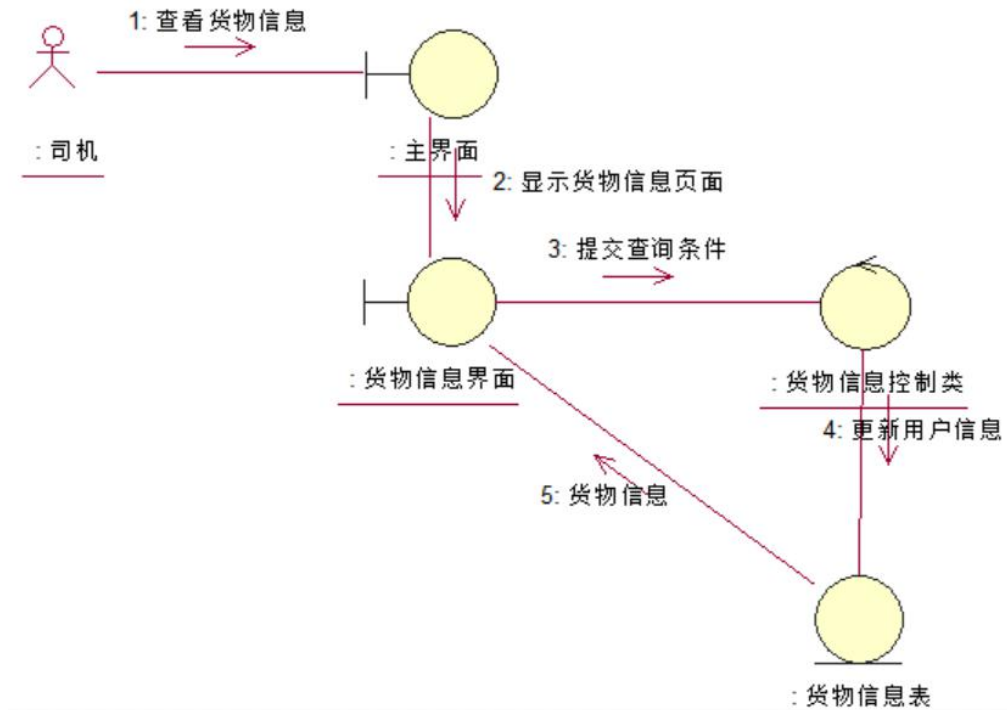 1: 查看货物信息
: 司机
: 主界面
2: 显示货物信息页面
3: 提交查询条件
: 货物信息界面
: 货物信息控制类
4: 更新用户信息
5: 货物信息
: 货物信息表